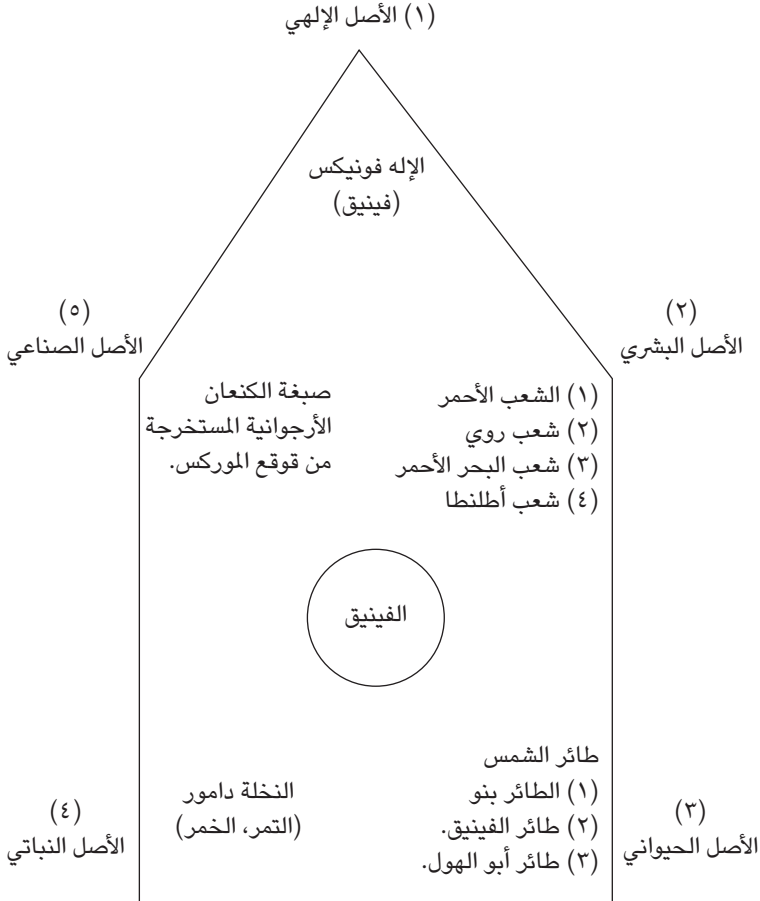 (١) الأصل الإلهي
الإله فونيكس
(فينيق)
(٢)
الأصل البشري
(٥)
الأصل الصناعي
(١) الشعب الأحمر
(٢) شعب روي
(٣) شعب البحر الأحمر
(٤) شعب أطلنطا
صبغة الكنعان
الأرجوانية المستخرجة
من قوقع الموركس.
الفينيق
طائر الشمس
(١) الطائر بنو
(٢) طائر الفينيق.
(٣) طائر أبو الهول.
(٣)
الأصل الحيواني
النخلة دامور
(التمر، الخمر)
(٤)
الأصل النباتي